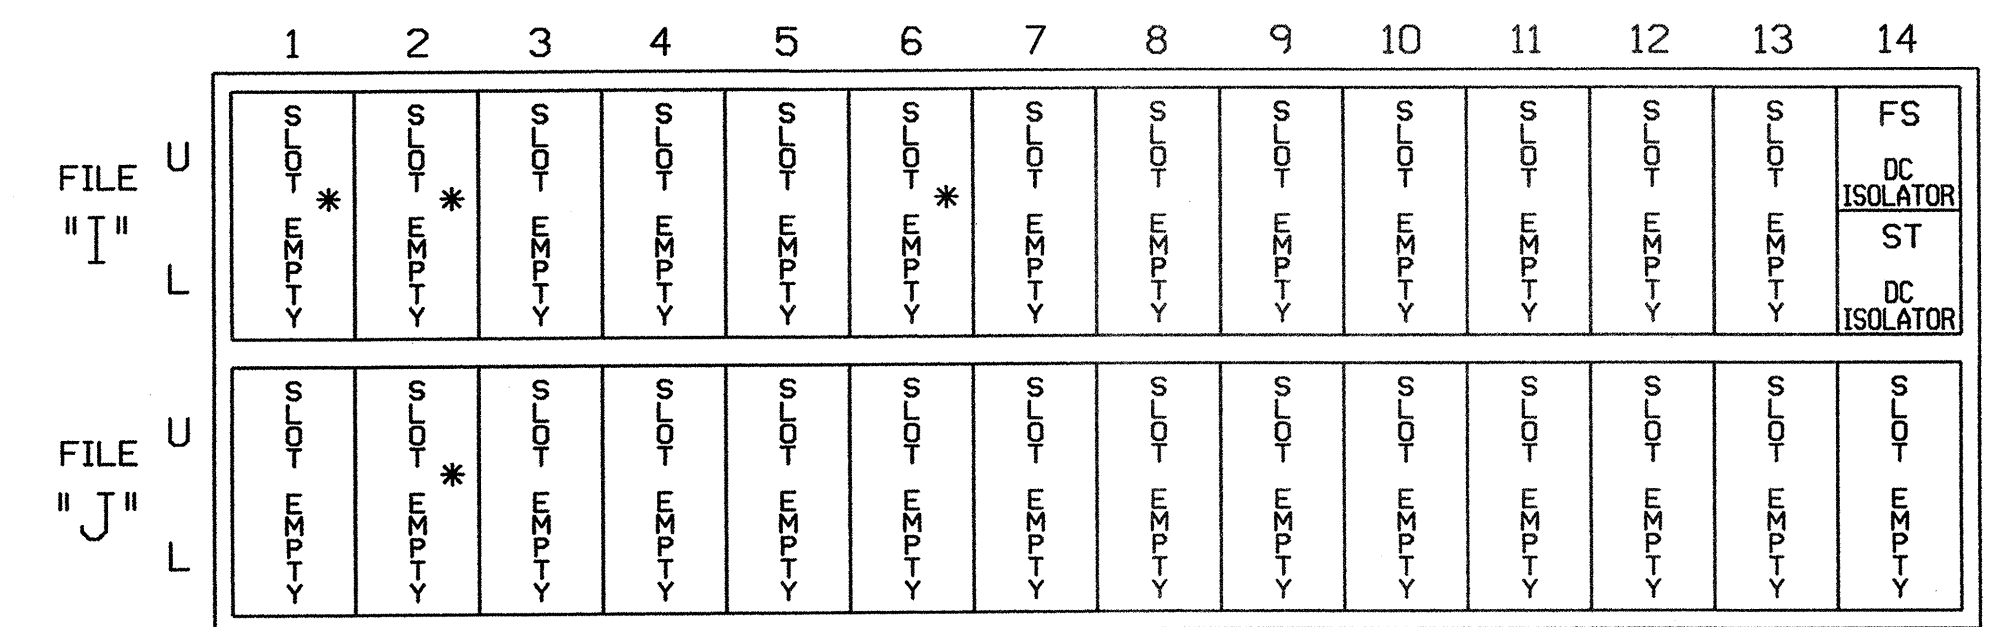 1 2 3 4 5 6 7 8 9 10 11 12 13 14
FILE "I"
U
L
SLOT EMPTY *
SLOT EMPTY *
SLOT EMPTY
SLOT EMPTY
SLOT EMPTY
SLOT EMPTY *
SLOT EMPTY
SLOT EMPTY
SLOT EMPTY
SLOT EMPTY
SLOT EMPTY
SLOT EMPTY
SLOT EMPTY
FS
DC
ISOLATOR
ST
DC
ISOLATOR
FILE "J"
U
L
SLOT EMPTY
SLOT EMPTY *
SLOT EMPTY
SLOT EMPTY
SLOT EMPTY
SLOT EMPTY
SLOT EMPTY
SLOT EMPTY
SLOT EMPTY
SLOT EMPTY
SLOT EMPTY
SLOT EMPTY
SLOT EMPTY
SLOT EMPTY